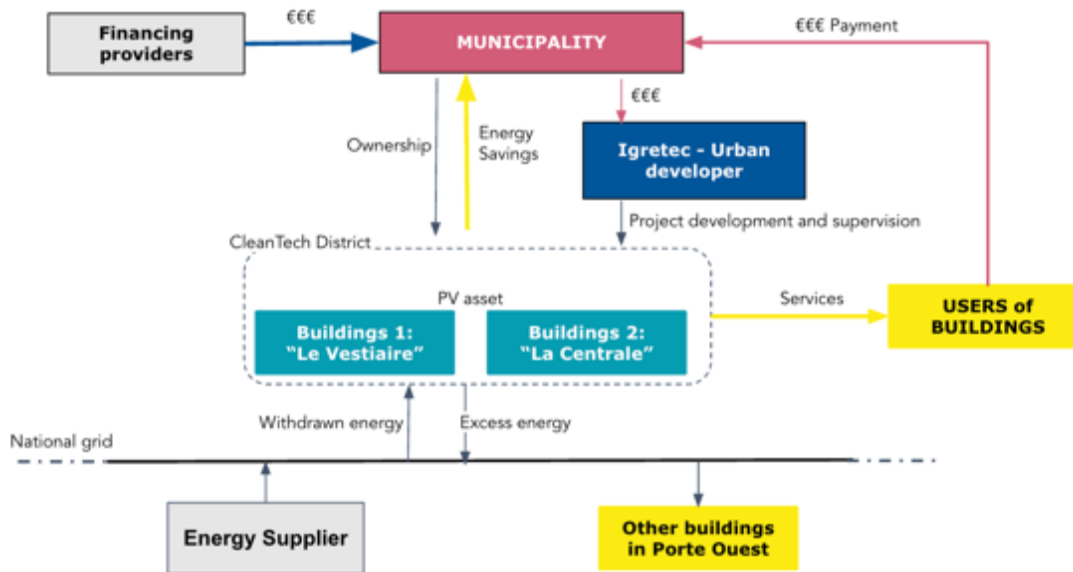 €€€
€€€ Payment
Financing
providers
MUNICIPALITY
€€€
Ownership
Energy
Savings
Igretec - Urban
developer
Project development and supervision
CleanTech District
PV asset
Services
USERS of
BUILDINGS
Buildings 1:
“Le Vestiaire”
Buildings 2:
“La Centrale”
Withdrawn energy
Excess energy
National grid
Energy Supplier
Other buildings
in Porte Ouest